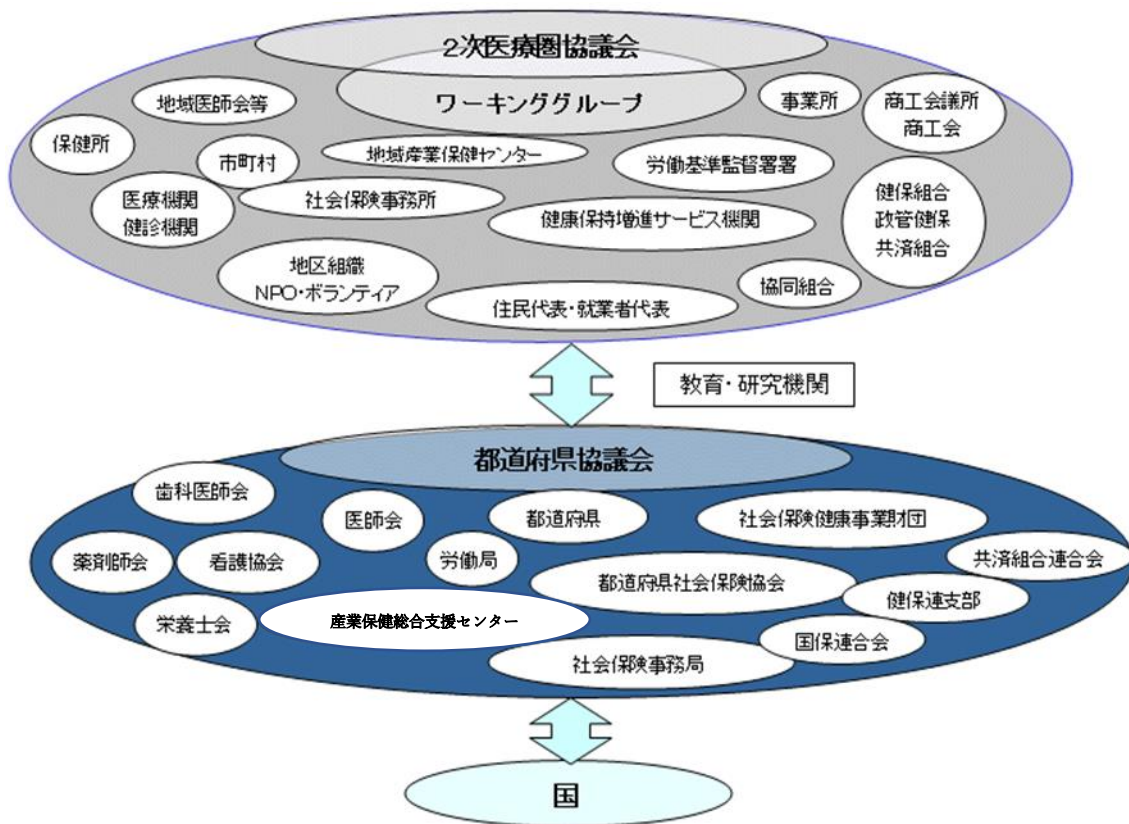 2次医療圏協議会
ワーキンググループ
地域医師会等
事業所
商工会議所
商工会
保健所
市町村
地域産業保健センター
労働基準監督署署
医療機関
健診機関
社会保険事務所
健康保持増進サービス機関
健保組合
政管健保
共済組合
地区組織
NPO・ボランティア
住民代表・就業者代表
協同組合
教育・研究機関
都道府県協議会
歯科医師会
医師会
都道府県
社会保険健康事業財団
薬剤師会
看護協会
労働局
都道府県社会保険協会
共済組合連合会
健保連支部
栄養士会
産業保健総合支援センター
国保連合会
社会保険事務局
国